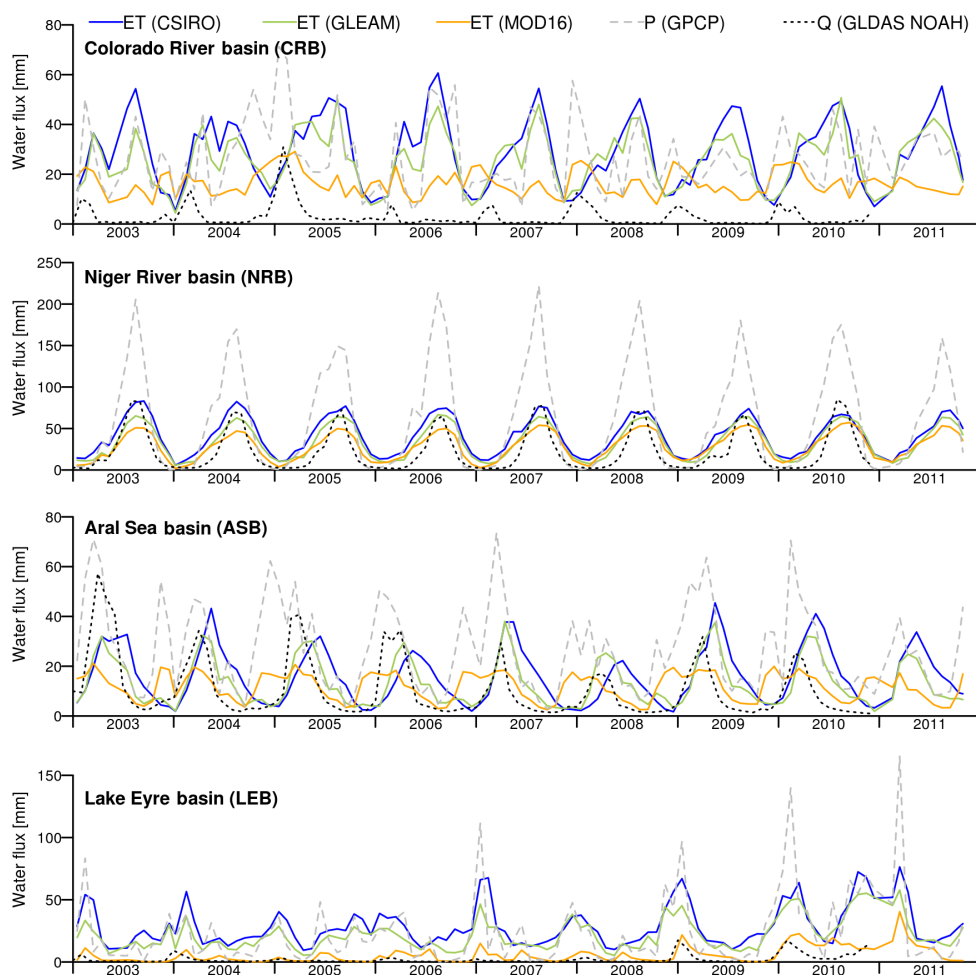 ET (CSIRO) ET (GLEAM) ET (MOD16) P (GPCP) Q (GLDAS NOAH)
Colorado River basin (CRB)
Water flux [mm]
80
60
40
20
0
2003 2004 2005 2006 2007 2008 2009 2010 2011
Niger River basin (NRB)
Water flux [mm]
250
200
150
100
50
0
2003 2004 2005 2006 2007 2008 2009 2010 2011
Aral Sea basin (ASB)
Water flux [mm]
80
60
40
20
0
2003 2004 2005 2006 2007 2008 2009 2010 2011
Lake Eyre basin (LEB)
Water flux [mm]
150
100
50
0
2003 2004 2005 2006 2007 2008 2009 2010 2011